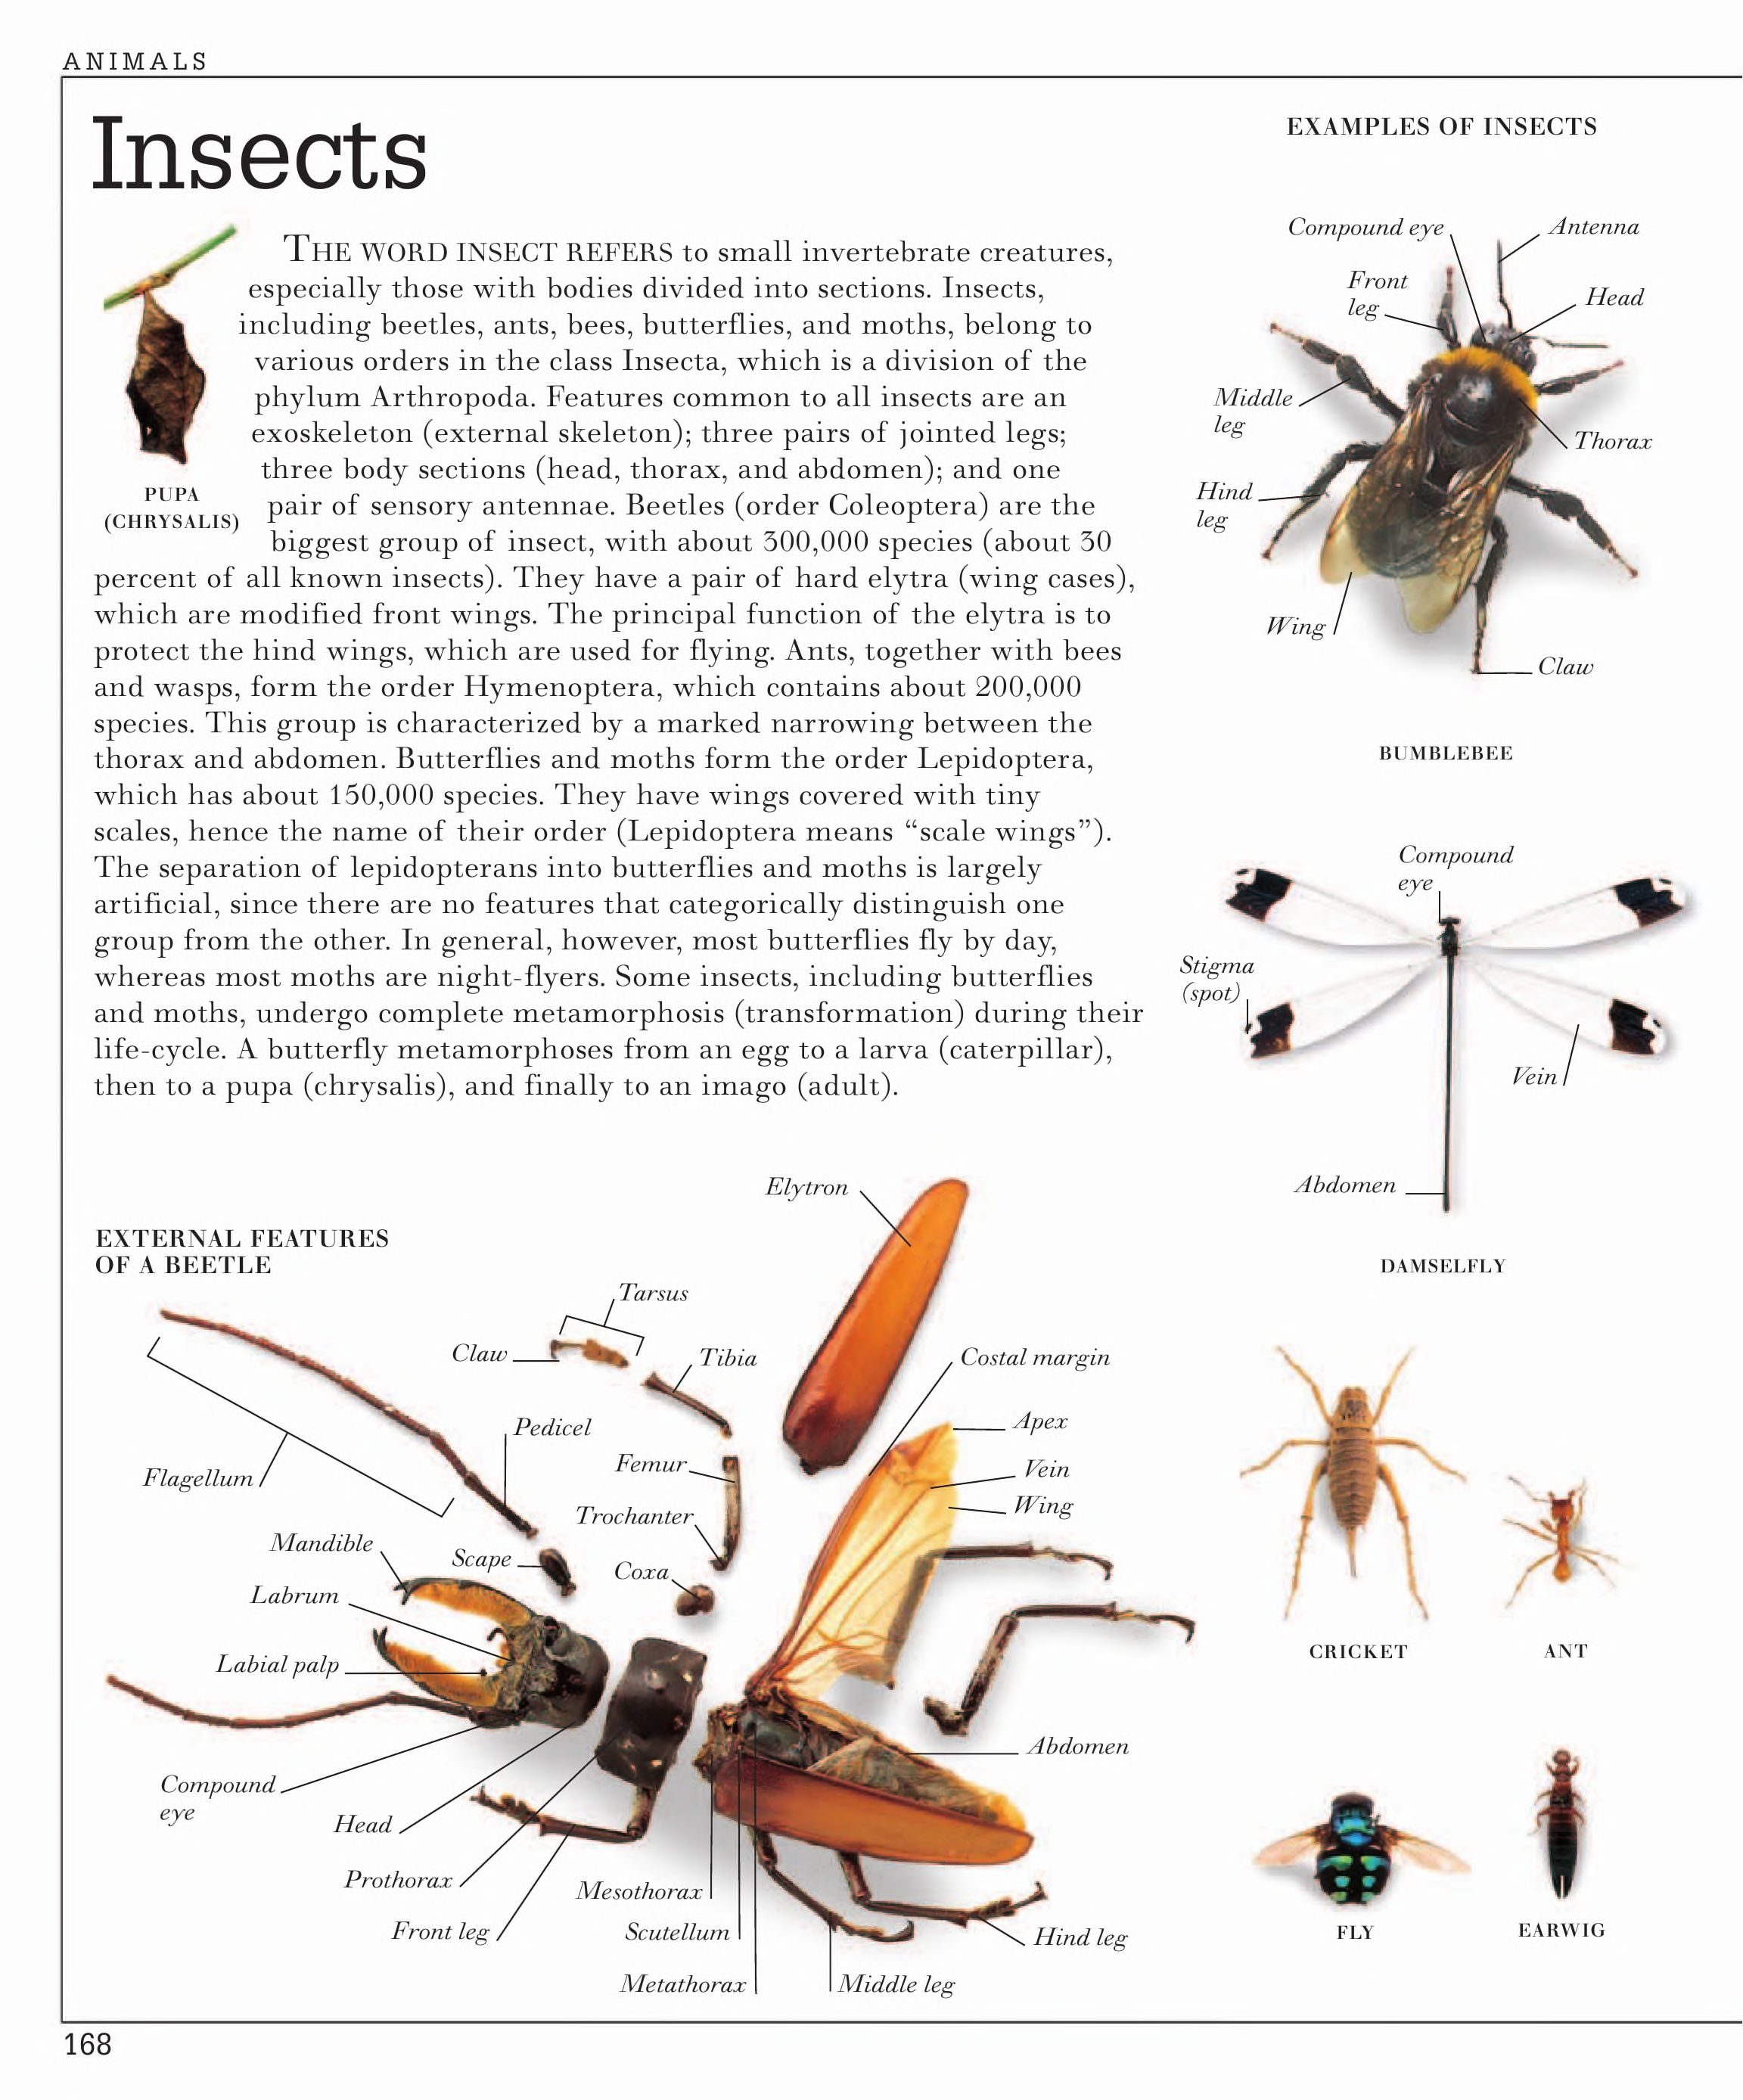 ANIMALS
Insects
PUPA
(CHRYSALIS)
THE WORD INSECT REFERS to small invertebrate creatures,
especially those with bodies divided into sections. Insects,
including beetles, ants, bees, butterflies, and moths, belong to
various orders in the class Insecta, which is a division of the
phylum Arthropoda. Features common to all insects are an
exoskeleton (external skeleton); three pairs of jointed legs;
three body sections (head, thorax, and abdomen); and one
pair of sensory antennae. Beetles (order Coleoptera) are the
biggest group of insect, with about 300,000 species (about 30
percent of all known insects). They have a pair of hard elytra (wing cases),
which are modified front wings. The principal function of the elytra is to
protect the hind wings, which are used for flying. Ants, together with bees
and wasps, form the order Hymenoptera, which contains about 200,000
species. This group is characterized by a marked narrowing between the
thorax and abdomen. Butterflies and moths form the order Lepidoptera,
which has about 150,000 species. They have wings covered with tiny
scales, hence the name of their order (Lepidoptera means “scale wings”).
The separation of lepidopterans into butterflies and moths is largely
artificial, since there are no features that categorically distinguish one
group from the other. In general, however, most butterflies fly by day,
whereas most moths are night-flyers. Some insects, including butterflies
and moths, undergo complete metamorphosis (transformation) during their
life-cycle. A butterfly metamorphoses from an egg to a larva (caterpillar),
then to a pupa (chrysalis), and finally to an imago (adult).
EXAMPLES OF INSECTS
Compound eye
Antenna
Front
leg
Head
Middle
leg
Thorax
Hind
leg
Wing
Claw
BUMBLEBEE
Compound
eye
Stigma
(spot)
Vein
Abdomen
DAMSELFLY
CRICKET
ANT
FLY
EARWIG
EXTERNAL FEATURES
OF A BEETLE
Elytron
Tarsus
Claw
Tibia
Costal margin
Apex
Pedicel
Femur
Vein
Flagellum
Wing
Trochanter
Mandible
Scape
Coxa
Labrum
Labial palp
Abdomen
Compound
eye
Head
Prothorax
Mesothorax
Front leg
Scutellum
Hind leg
Metathorax
Middle leg
168